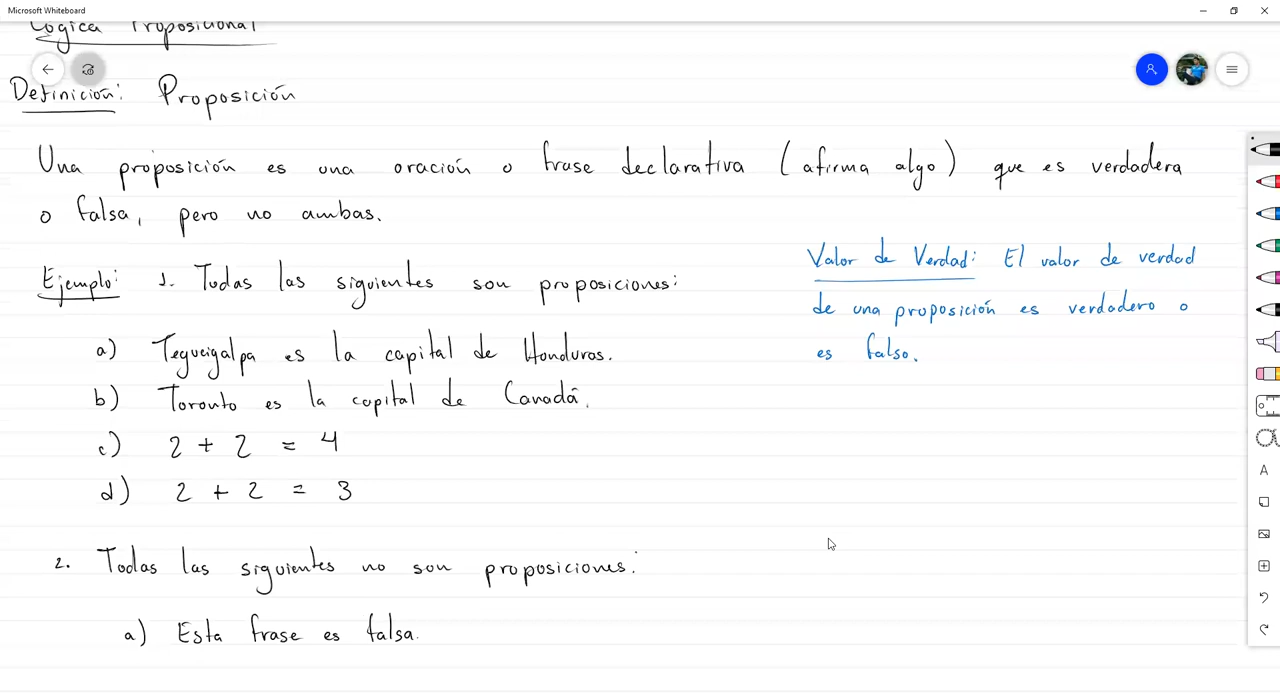 Microsoft Whiteboard
Lógica Proposicional
Definición: Proposición
Una proposición es una oración o frase declarativa (afirma algo) que es verdadera
o falsa, pero no ambas.
Ejemplo: 1. Todas las siguientes son proposiciones:
a) Tegucigalpa es la capital de Honduras.
b) Toronto es la capital de Canadá.
c) 2 + 2 = 4
d) 2 + 2 = 3
Valor de Verdad: El valor de verdad
de una proposición es verdadero o
es falso.
2. Todas las siguientes no son proposiciones:
a) Esta frase es falsa.